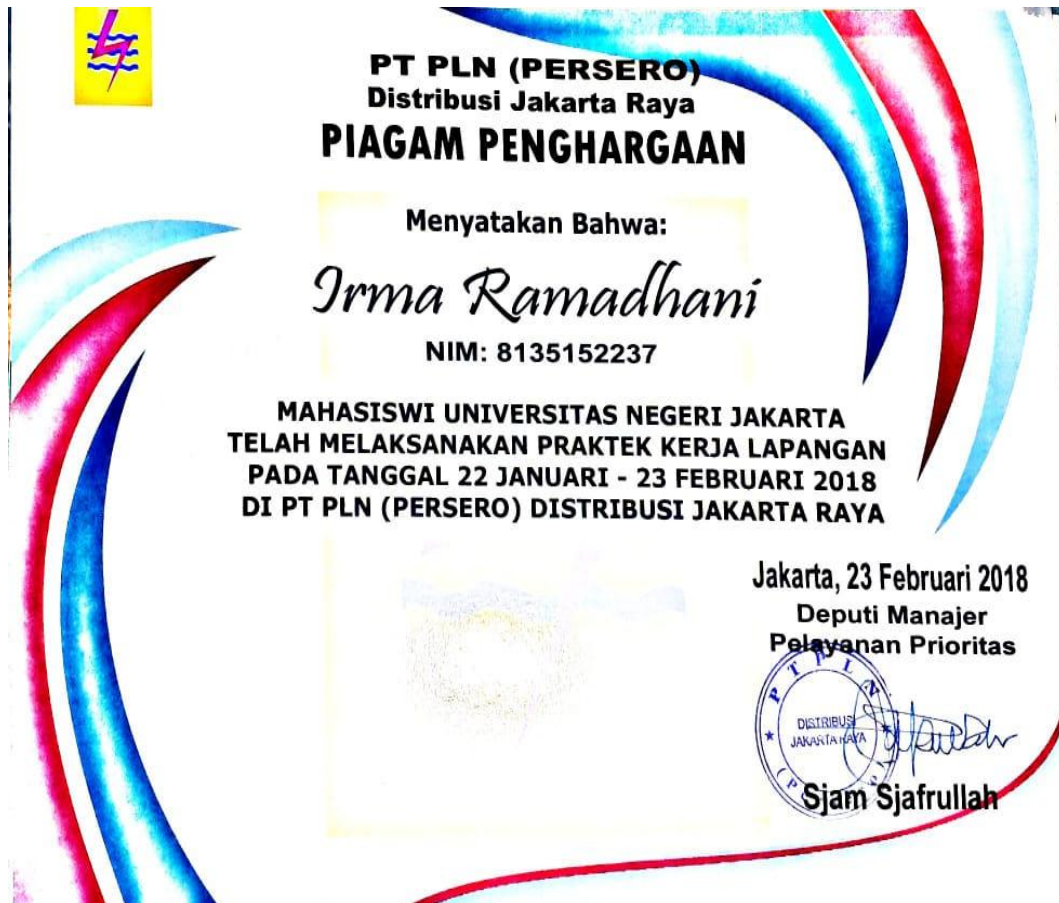 PT PLN (PERSERO)
Distribusi Jakarta Raya
PIAGAM PENGHARGAAN
Menyatakan Bahwa:
Irma Ramadhani
NIM: 8135152237
MAHASISWI UNIVERSITAS NEGERI JAKARTA
TELAH MELAKSANAKAN PRAKTEK KERJA LAPANGAN
PADA TANGGAL 22 JANUARI - 23 FEBRUARI 2018
DI PT PLN (PERSERO) DISTRIBUSI JAKARTA RAYA
Jakarta, 23 Februari 2018
Deputi Manajer
Pelayanan Prioritas
P T P L N
DISTRIBUSI
JAKARTA RAYA
Sjam Sjafrullah